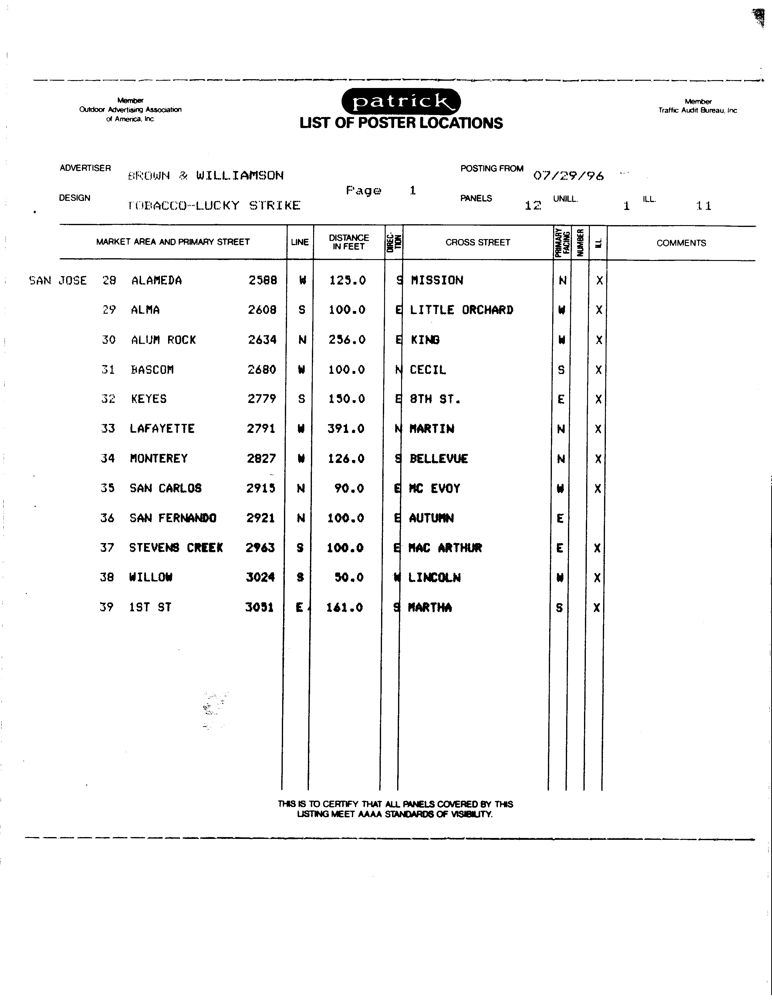 Member
Outdoor Advertising Association
of America, Inc.
patrick
LIST OF POSTER LOCATIONS
Member
Traffic Audit Bureau, Inc.
ADVERTISER BROWN & WILLIAMSON POSTING FROM 07/29/96
DESIGN TOBACCO-LUCKY STRIKE Page 1 PANELS 12 UNILL. 1 ILL. 11
MARKET AREA AND PRIMARY STREET LINE DISTANCE IN FEET DIREC-TION CROSS STREET PRIMARY FACING NUMBER ILL COMMENTS
SAN JOSE 28 ALAMEDA 2588 W 125.0 S MISSION N X
29 ALMA 2608 S 100.0 E LITTLE ORCHARD W X
30 ALUM ROCK 2634 N 256.0 E KING W X
31 BASCOM 2680 W 100.0 N CECIL S X
32 KEYES 2779 S 150.0 E 8TH ST. E X
33 LAFAYETTE 2791 W 391.0 N MARTIN N X
34 MONTEREY 2827 W 126.0 S BELLEVUE N X
35 SAN CARLOS 2915 N 90.0 E MC EVOY W X
36 SAN FERNANDO 2921 N 100.0 E AUTUMN E
37 STEVENS CREEK 2963 S 100.0 E MAC ARTHUR E X
38 WILLOW 3024 S 50.0 W LINCOLN W X
39 1ST ST 3051 E 161.0 S MARTHA S X
THIS IS TO CERTIFY THAT ALL PANELS COVERED BY THIS
LISTING MEET AAAA STANDARDS OF VISIBILITY.